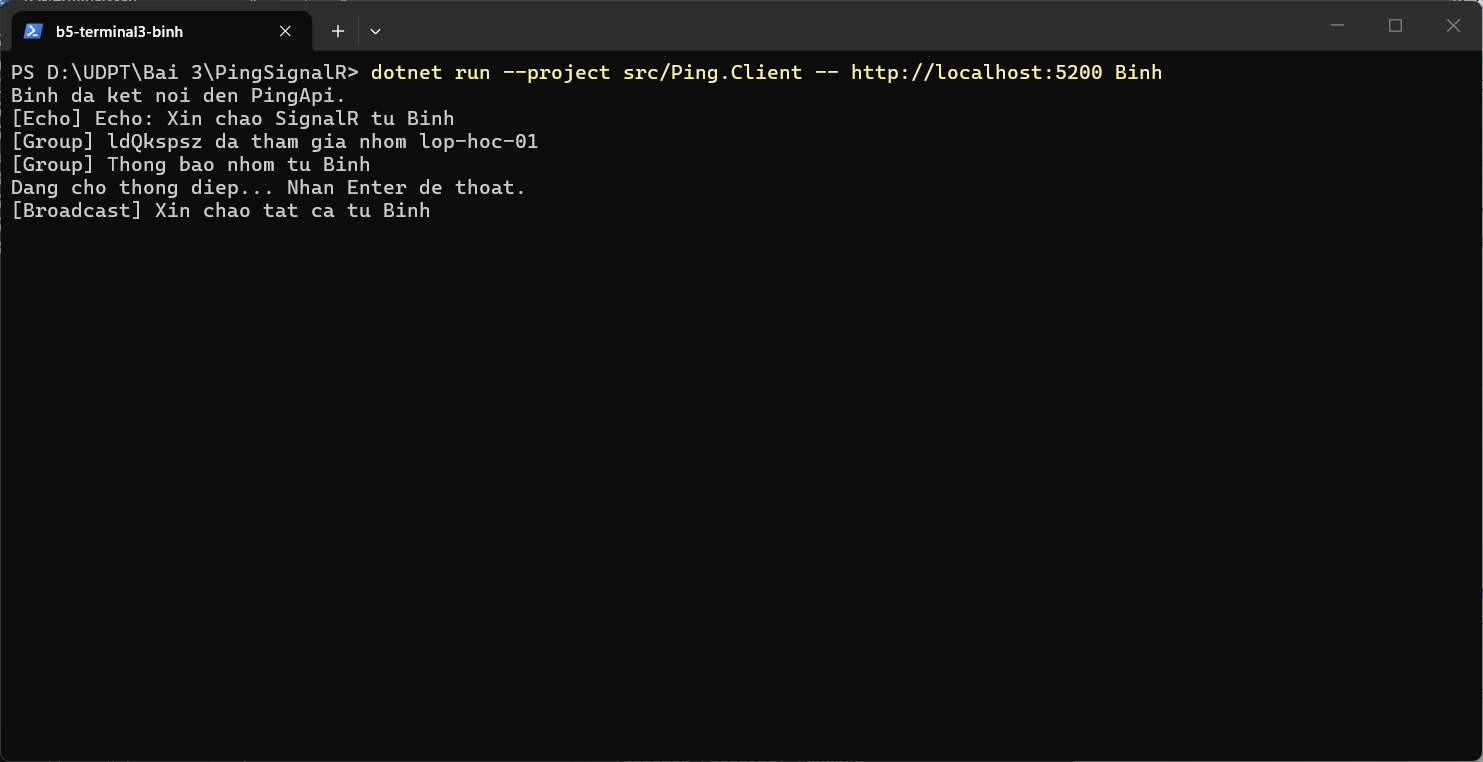 b5-terminal3-binh
PS D:\UDPT\Bai 3\PingSignalR> dotnet run --project src/Ping.Client -- http://localhost:5200 Binh
Binh da ket noi den PingApi.
[Echo] Echo: Xin chao SignalR tu Binh
[Group] ldQkspsz da tham gia nhom lop-hoc-01
[Group] Thong bao nhom tu Binh
Dang cho thong diep... Nhan Enter de thoat.
[Broadcast] Xin chao tat ca tu Binh